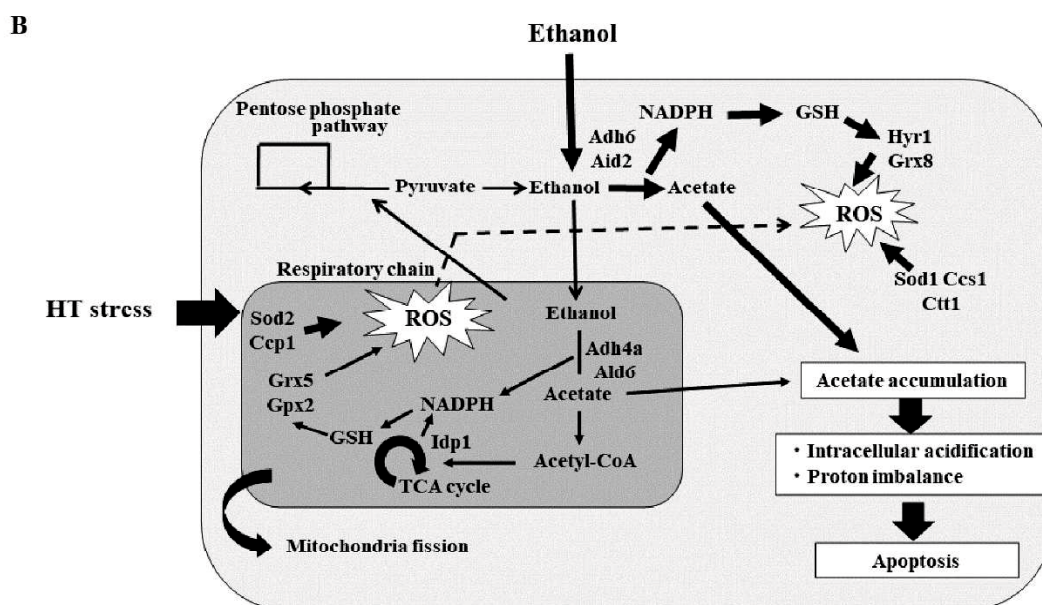 B
Ethanol
Pentose phosphate
pathway
NADPH
GSH
Adh6
Aid2
Hyr1
Grx8
Pyruvate
Ethanol
Acetate
ROS
Respiratory chain
Sod1 Ccs1
Ctt1
HT stress
Sod2
Ccp1
ROS
Ethanol
Adh4a
Ald6
Grx5
Gpx2
NADPH
Acetate
Acetate accumulation
GSH
Idp1
Acetyl-CoA
TCA cycle
・Intracellular acidification
・Proton imbalance
Mitochondria fission
Apoptosis